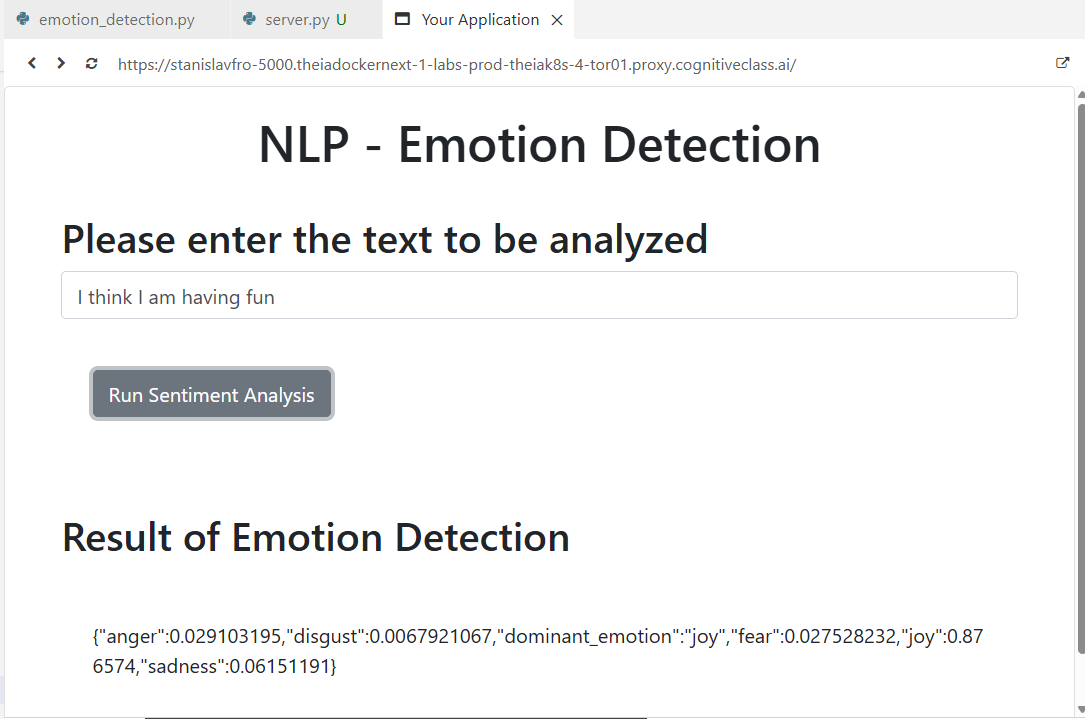 emotion_detection.py server.py U Your Application
https://stanislavfro-5000.theiadockernext-1-labs-prod-theiak8s-4-tor01.proxy.cognitiveclass.ai/
NLP - Emotion Detection
Please enter the text to be analyzed
I think I am having fun
Run Sentiment Analysis
Result of Emotion Detection
{"anger":0.029103195,"disgust":0.0067921067,"dominant_emotion":"joy","fear":0.027528232,"joy":0.87
6574,"sadness":0.06151191}